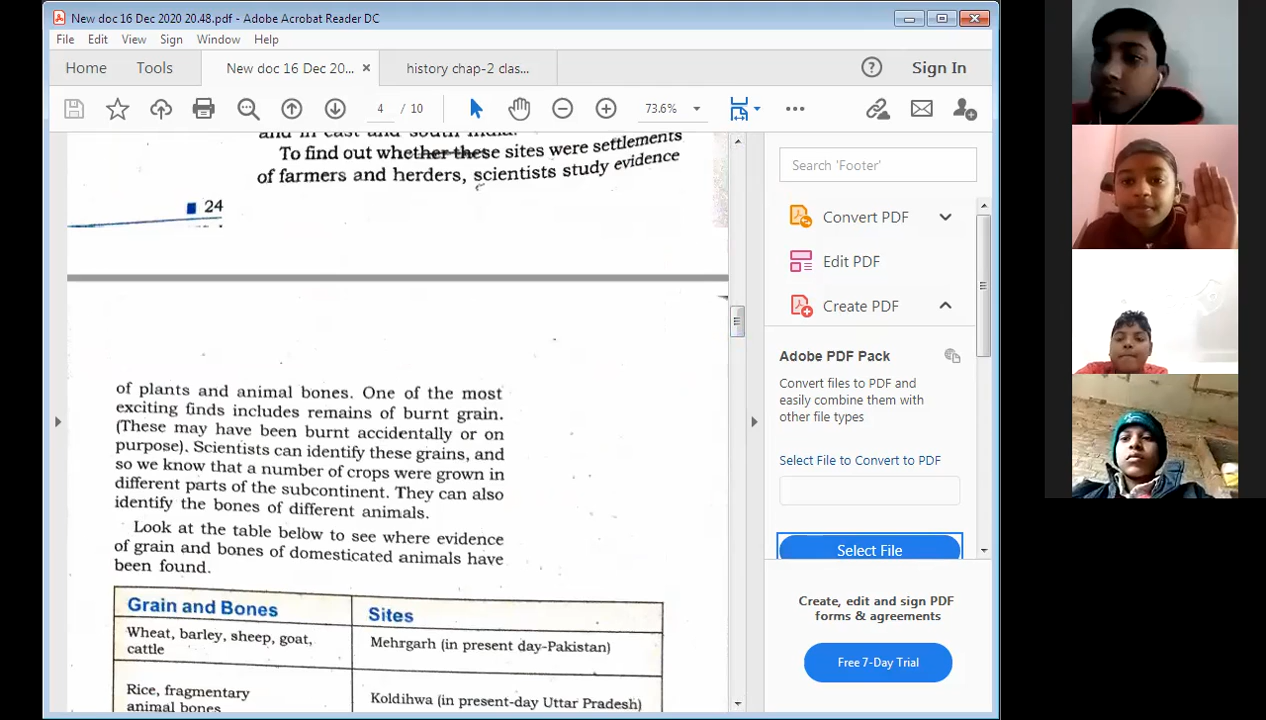 New doc 16 Dec 2020 20.48.pdf - Adobe Acrobat Reader DC
File Edit View Sign Window Help
Home Tools New doc 16 Dec 20... × history chap-2 clas... Sign In
4 / 10 73.6%
and in east and south India.
To find out whether these sites were settlements
of farmers and herders, scientists study evidence
24
of plants and animal bones. One of the most
exciting finds includes remains of burnt grain.
(These may have been burnt accidentally or on
purpose). Scientists can identify these grains, and
so we know that a number of crops were grown in
different parts of the subcontinent. They can also
identify the bones of different animals.
Look at the table below to see where evidence
of grain and bones of domesticated animals have
been found.
Grain and Bones Sites
Wheat, barley, sheep, goat,
cattle
Mehrgarh (in present day-Pakistan)
Rice, fragmentary
animal bones
Koldihwa (in present-day Uttar Pradesh)
Search 'Footer'
Convert PDF
Edit PDF
Create PDF
Adobe PDF Pack
Convert files to PDF and
easily combine them with
other file types
Select File to Convert to PDF
Select File
Create, edit and sign PDF
forms & agreements
Free 7-Day Trial